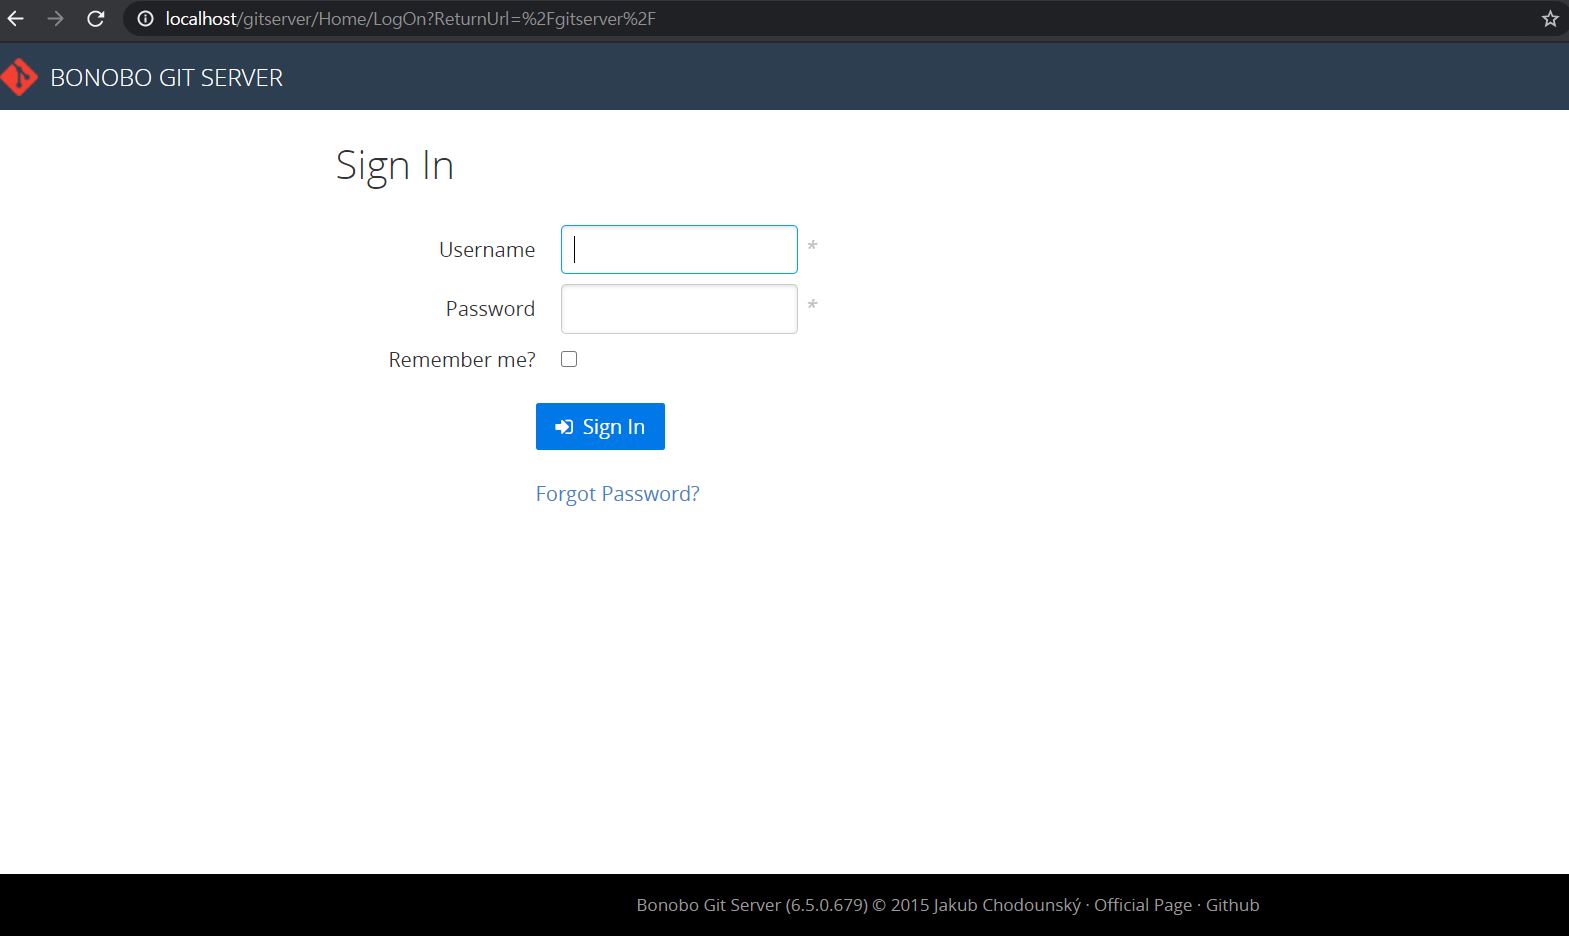 localhost/gitserver/Home/LogOn?ReturnUrl=%2Fgitserver%2F
BONOBO GIT SERVER
Sign In
Username *
Password *
Remember me?
Sign In
Forgot Password?
Bonobo Git Server (6.5.0.679) © 2015 Jakub Chodounský · Official Page · Github